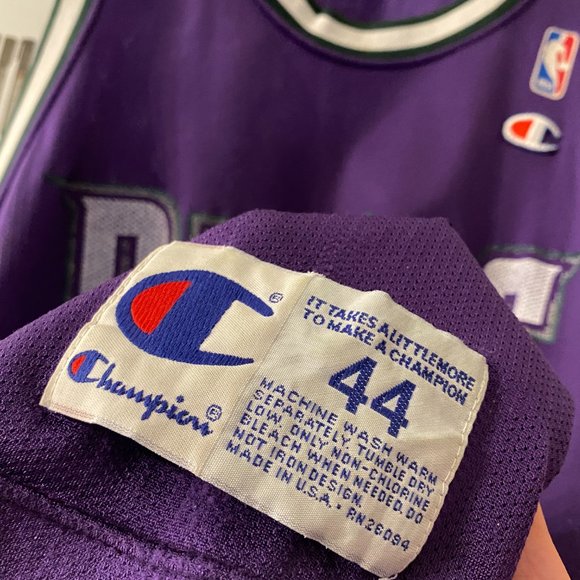 NBA
Champion®
®
IT TAKES A LITTLE MORE
TO MAKE A CHAMPION
44
MACHINE WASH WARM
SEPARATELY. TUMBLE DRY
LOW. ONLY NON-CHLORINE
BLEACH WHEN NEEDED. DO
NOT IRON DESIGN.
MADE IN U.S.A. • RN26094